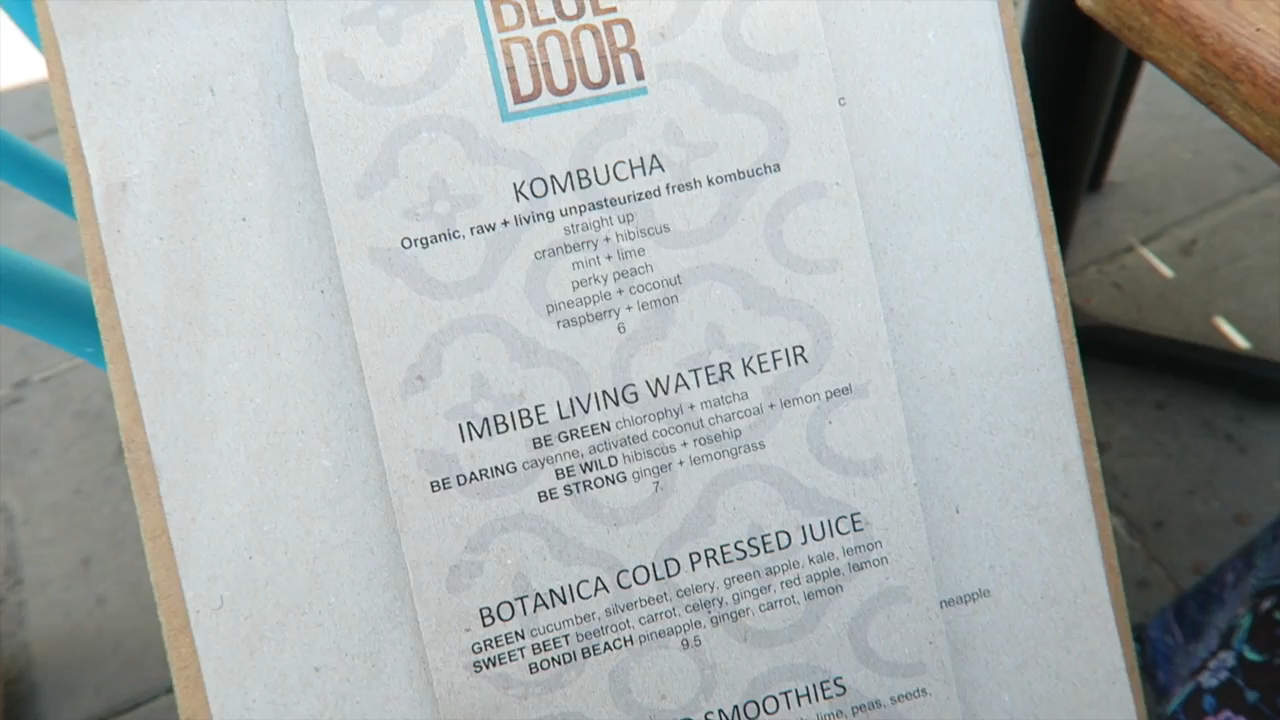 BLUE
DOOR
KOMBUCHA
Organic, raw + living unpasteurized fresh kombucha
straight up
cranberry + hibiscus
mint + lime
perky peach
pineapple + coconut
raspberry + lemon
6
IMBIBE LIVING WATER KEFIR
BE GREEN chlorophyl + matcha
BE DARING cayenne, activated coconut charcoal + lemon peel
BE WILD hibiscus + rosehip
BE STRONG ginger + lemongrass
7.
BOTANICA COLD PRESSED JUICE
GREEN cucumber, silverbeet, celery, green apple, kale, lemon
SWEET BEET beetroot, carrot, celery, ginger, red apple, lemon
BONDI BEACH pineapple, ginger, carrot, lemon
9.5
SMOOTHIES
lime, peas, seeds,
c
neapple